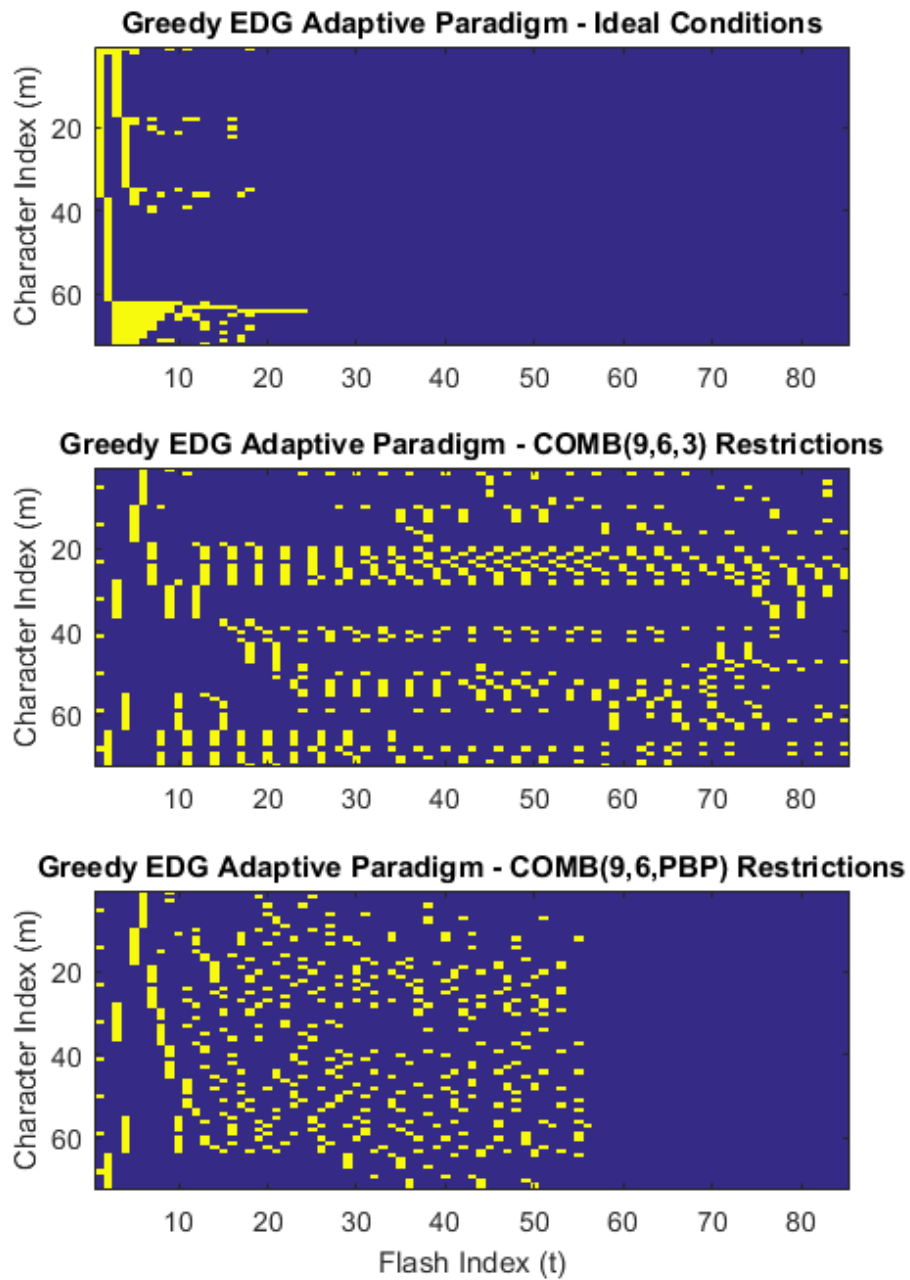 Greedy EDG Adaptive Paradigm - Ideal Conditions
Character Index (m)
20
40
60
10 20 30 40 50 60 70 80
Greedy EDG Adaptive Paradigm - COMB(9,6,3) Restrictions
Character Index (m)
20
40
60
10 20 30 40 50 60 70 80
Greedy EDG Adaptive Paradigm - COMB(9,6,PBP) Restrictions
Character Index (m)
20
40
60
10 20 30 40 50 60 70 80
Flash Index (t)